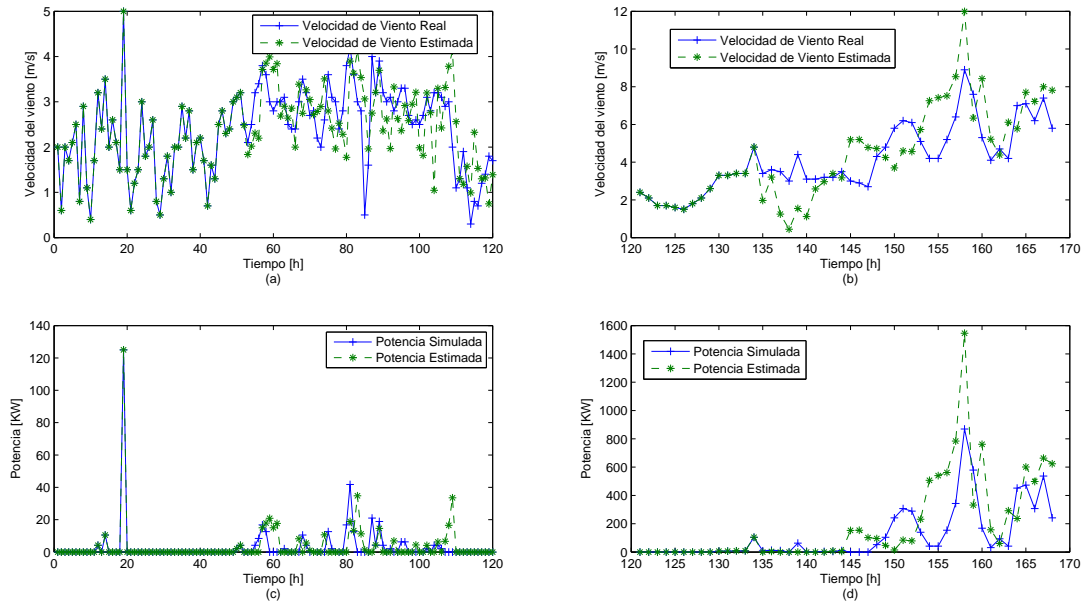 5
4
3
2
1
0
Velocidad del viento [m/s]
Velocidad de Viento Real
Velocidad de Viento Estimada
0 20 40 60 80 100 120
Tiempo [h]
(a)
12
10
8
6
4
2
0
Velocidad del viento [m/s]
Velocidad de Viento Real
Velocidad de Viento Estimada
120 125 130 135 140 145 150 155 160 165 170
Tiempo [h]
(b)
140
120
100
80
60
40
20
0
Potencia [KW]
Potencia Simulada
Potencia Estimada
0 20 40 60 80 100 120
Tiempo [h]
(c)
1600
1400
1200
1000
800
600
400
200
0
Potencia [KW]
Potencia Simulada
Potencia Estimada
120 125 130 135 140 145 150 155 160 165 170
Tiempo [h]
(d)